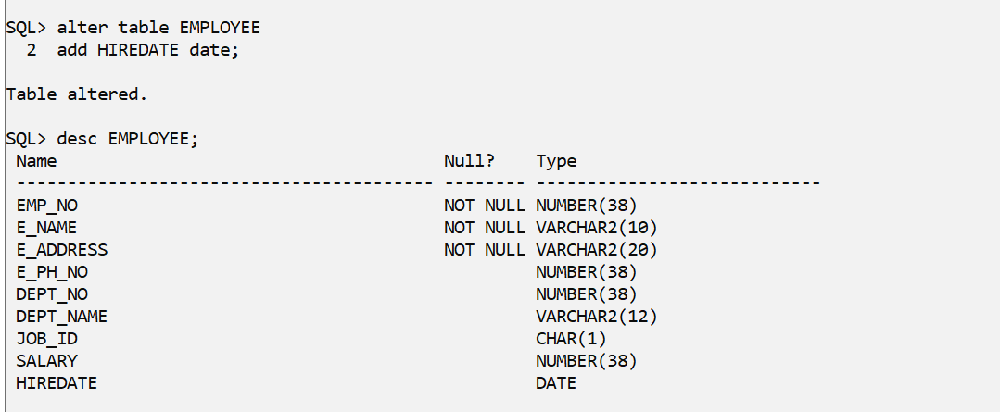 SQL> alter table EMPLOYEE
  2  add HIREDATE date;
Table altered.
SQL> desc EMPLOYEE;
 Name                                      Null?    Type
 ----------------------------------------- -------- ----------------------------
 EMP_NO                                    NOT NULL NUMBER(38)
 E_NAME                                    NOT NULL VARCHAR2(10)
 E_ADDRESS                                 NOT NULL VARCHAR2(20)
 E_PH_NO                                            NUMBER(38)
 DEPT_NO                                            NUMBER(38)
 DEPT_NAME                                          VARCHAR2(12)
 JOB_ID                                             CHAR(1)
 SALARY                                             NUMBER(38)
 HIREDATE                                           DATE